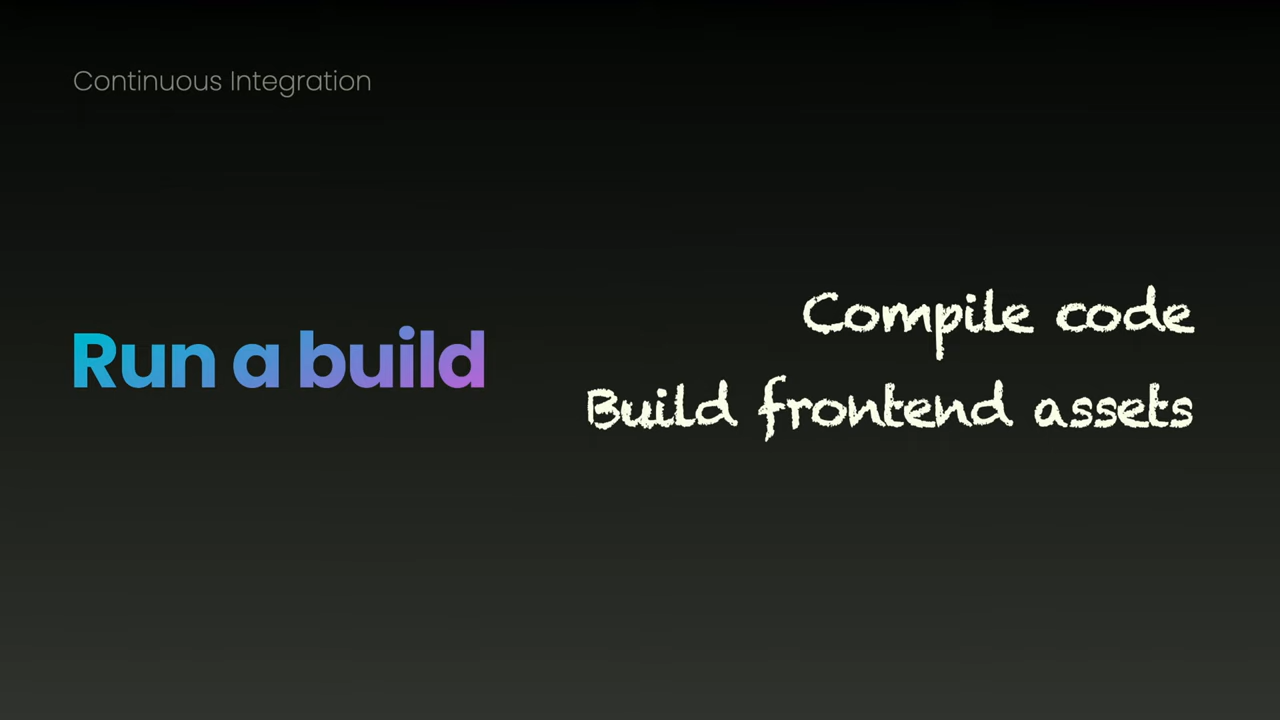 Continuous Integration
Run a build
Compile code
Build frontend assets